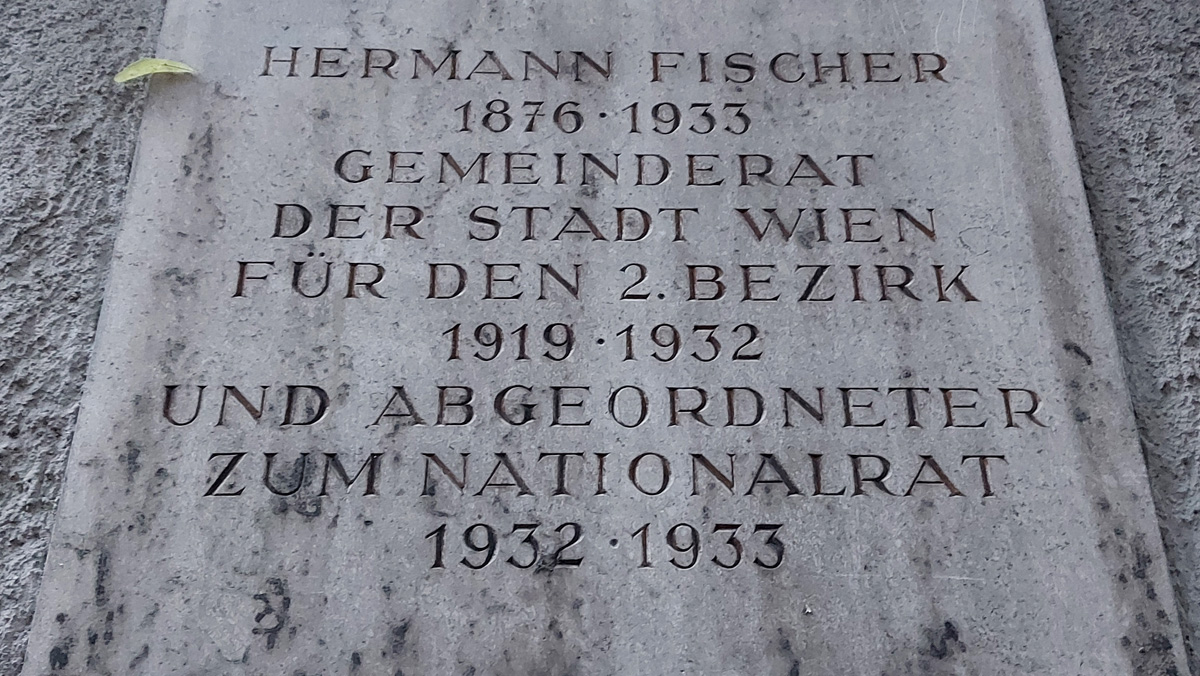 HERMANN FISCHER
1876·1933
GEMEINDERAT
DER STADT WIEN
FÜR DEN 2. BEZIRK
1919·1932
UND ABGEORDNETER
ZUM NATIONALRAT
1932·1933